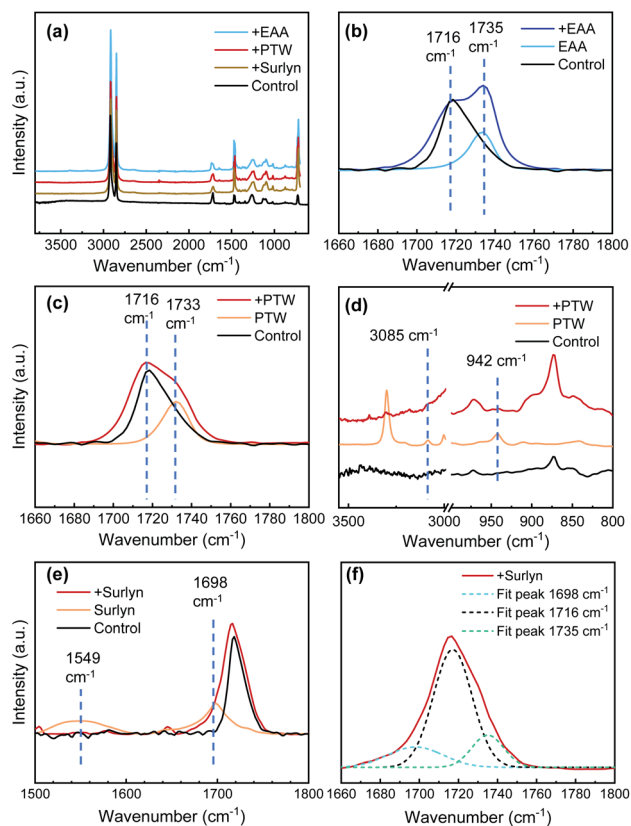 (a)
+EAA
+PTW
+Surlyn
Control
Intensity (a.u.)
3500 3000 2500 2000 1500 1000
Wavenumber (cm-1)
(b)
1716
cm-1
1735
cm-1
+EAA
EAA
Control
Intensity (a.u.)
1660 1680 1700 1720 1740 1760 1780 1800
Wavenumber (cm-1)
(c)
1716
cm-1
1733
cm-1
+PTW
PTW
Control
Intensity (a.u.)
1660 1680 1700 1720 1740 1760 1780 1800
Wavenumber (cm-1)
(d)
+PTW
PTW
Control
3085 cm-1
942 cm-1
Intensity (a.u.)
3500 3000 950 900 850 800
Wavenumber (cm-1)
(e)
+Surlyn
Surlyn
Control
1698
cm-1
1549
cm-1
Intensity (a.u.)
1500 1600 1700 1800
Wavenumber (cm-1)
(f)
+Surlyn
Fit peak 1698 cm-1
Fit peak 1716 cm-1
Fit peak 1735 cm-1
Intensity (a.u.)
1660 1680 1700 1720 1740 1760 1780 1800
Wavenumber (cm-1)